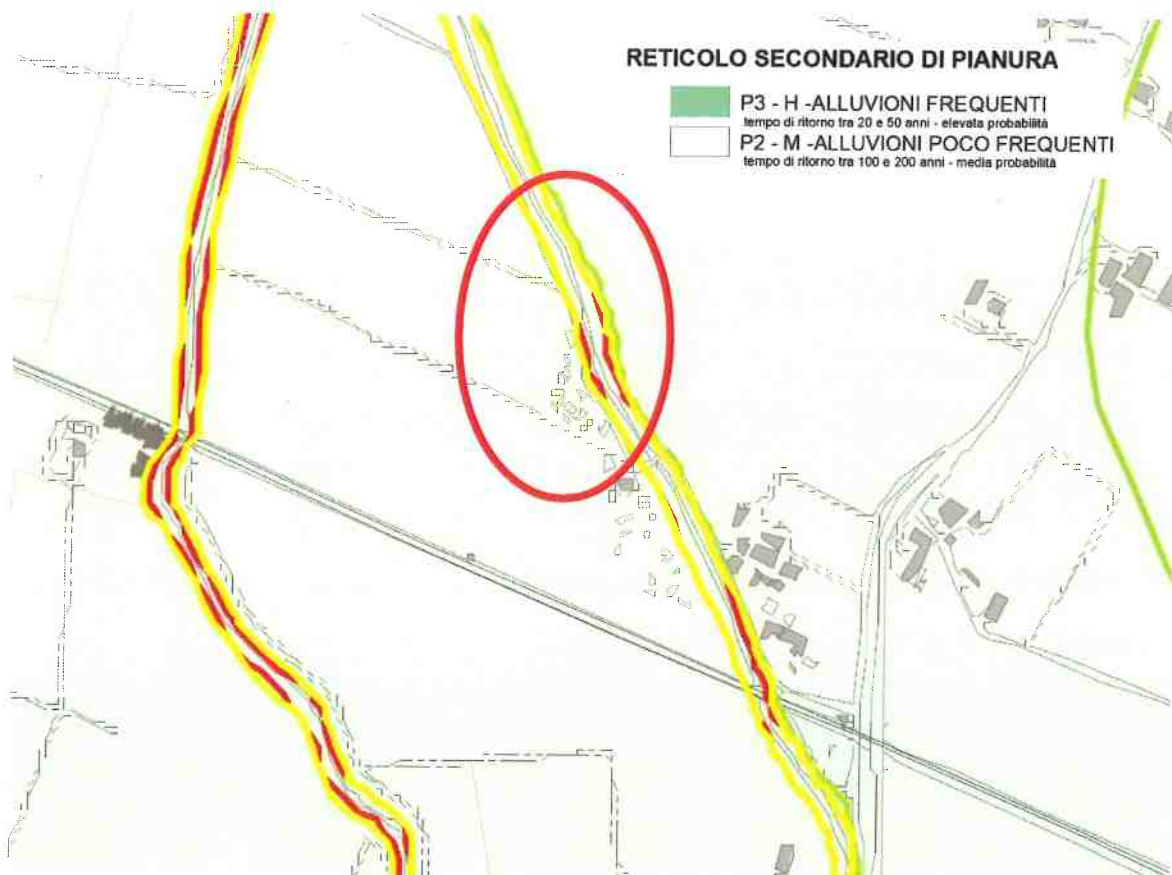 RETICOLO SECONDARIO DI PIANURA
P3 - H -ALLUVIONI FREQUENTI
tempo di ritorno tra 20 e 50 anni - elevata probabilità
P2 - M -ALLUVIONI POCO FREQUENTI
tempo di ritorno tra 100 e 200 anni - media probabilità